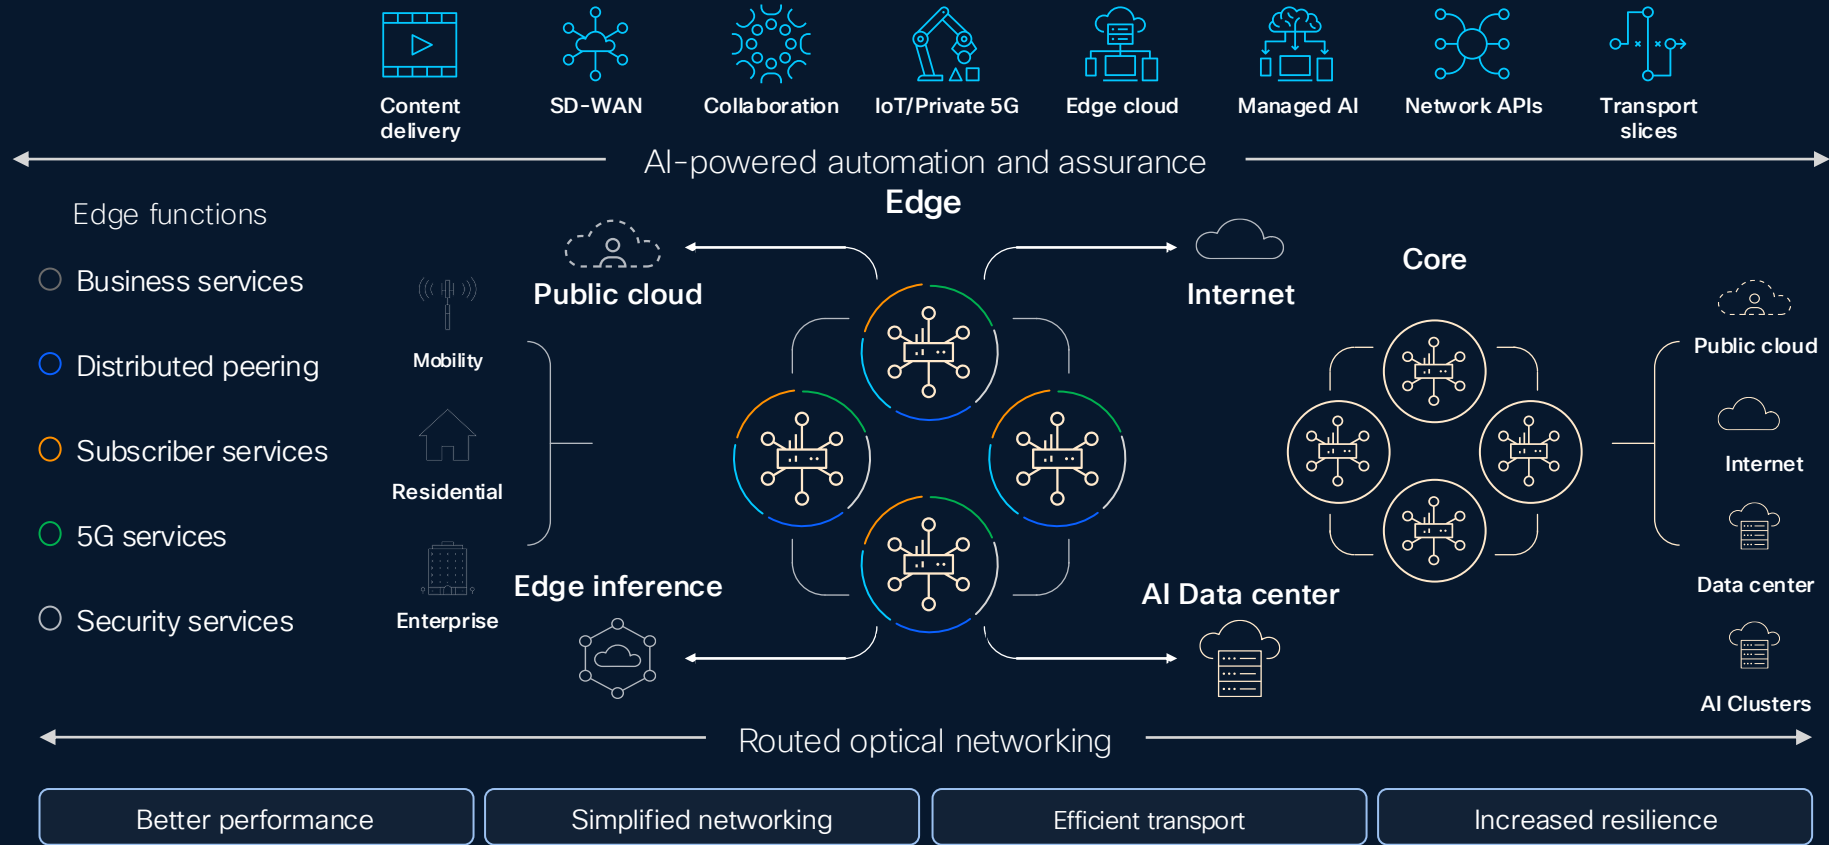 Content
delivery
SD-WAN
Collaboration
IoT/Private 5G
Edge cloud
Managed AI
Network APIs
Transport
slices
AI-powered automation and assurance
Edge functions
Business services
Distributed peering
Subscriber services
5G services
Security services
Mobility
Residential
Enterprise
Edge
Public cloud
Internet
Edge inference
AI Data center
Core
Public cloud
Internet
Data center
AI Clusters
Routed optical networking
Better performance
Simplified networking
Efficient transport
Increased resilience